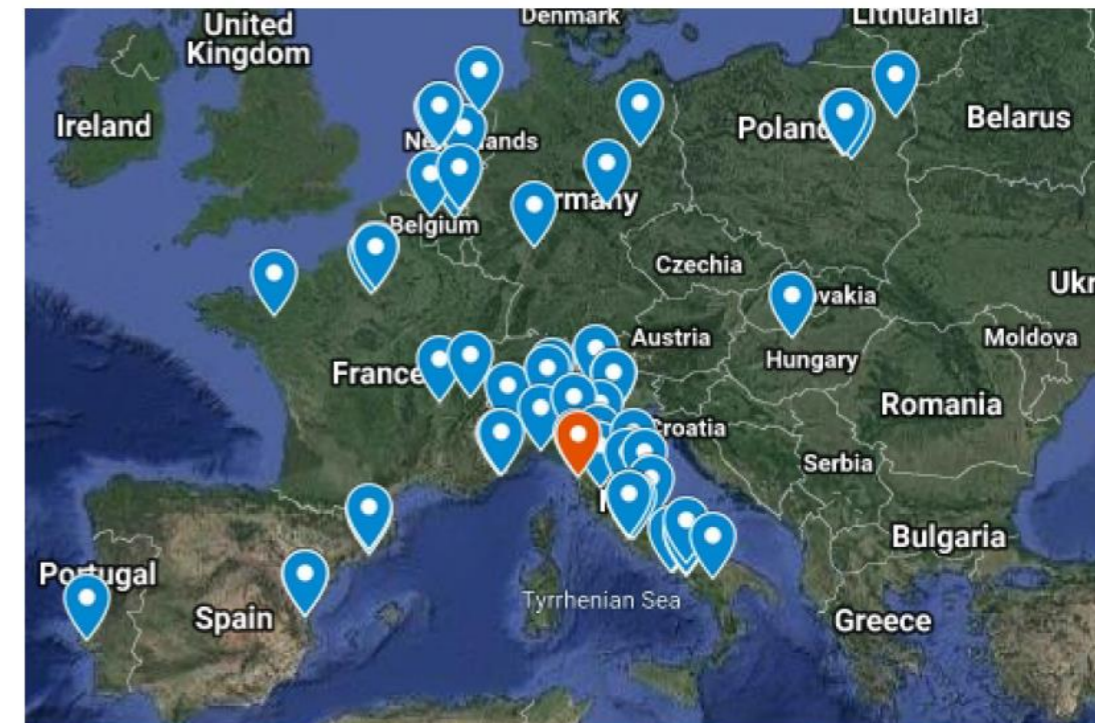 Denmark
Lithuania
United
Kingdom
Ireland
Belarus
Belgium
Czechia
Ukr
Austria
Moldova
Hungary
France
Romania
Serbia
Bulgaria
Portugal
Tyrrhenian Sea
Spain
Greece